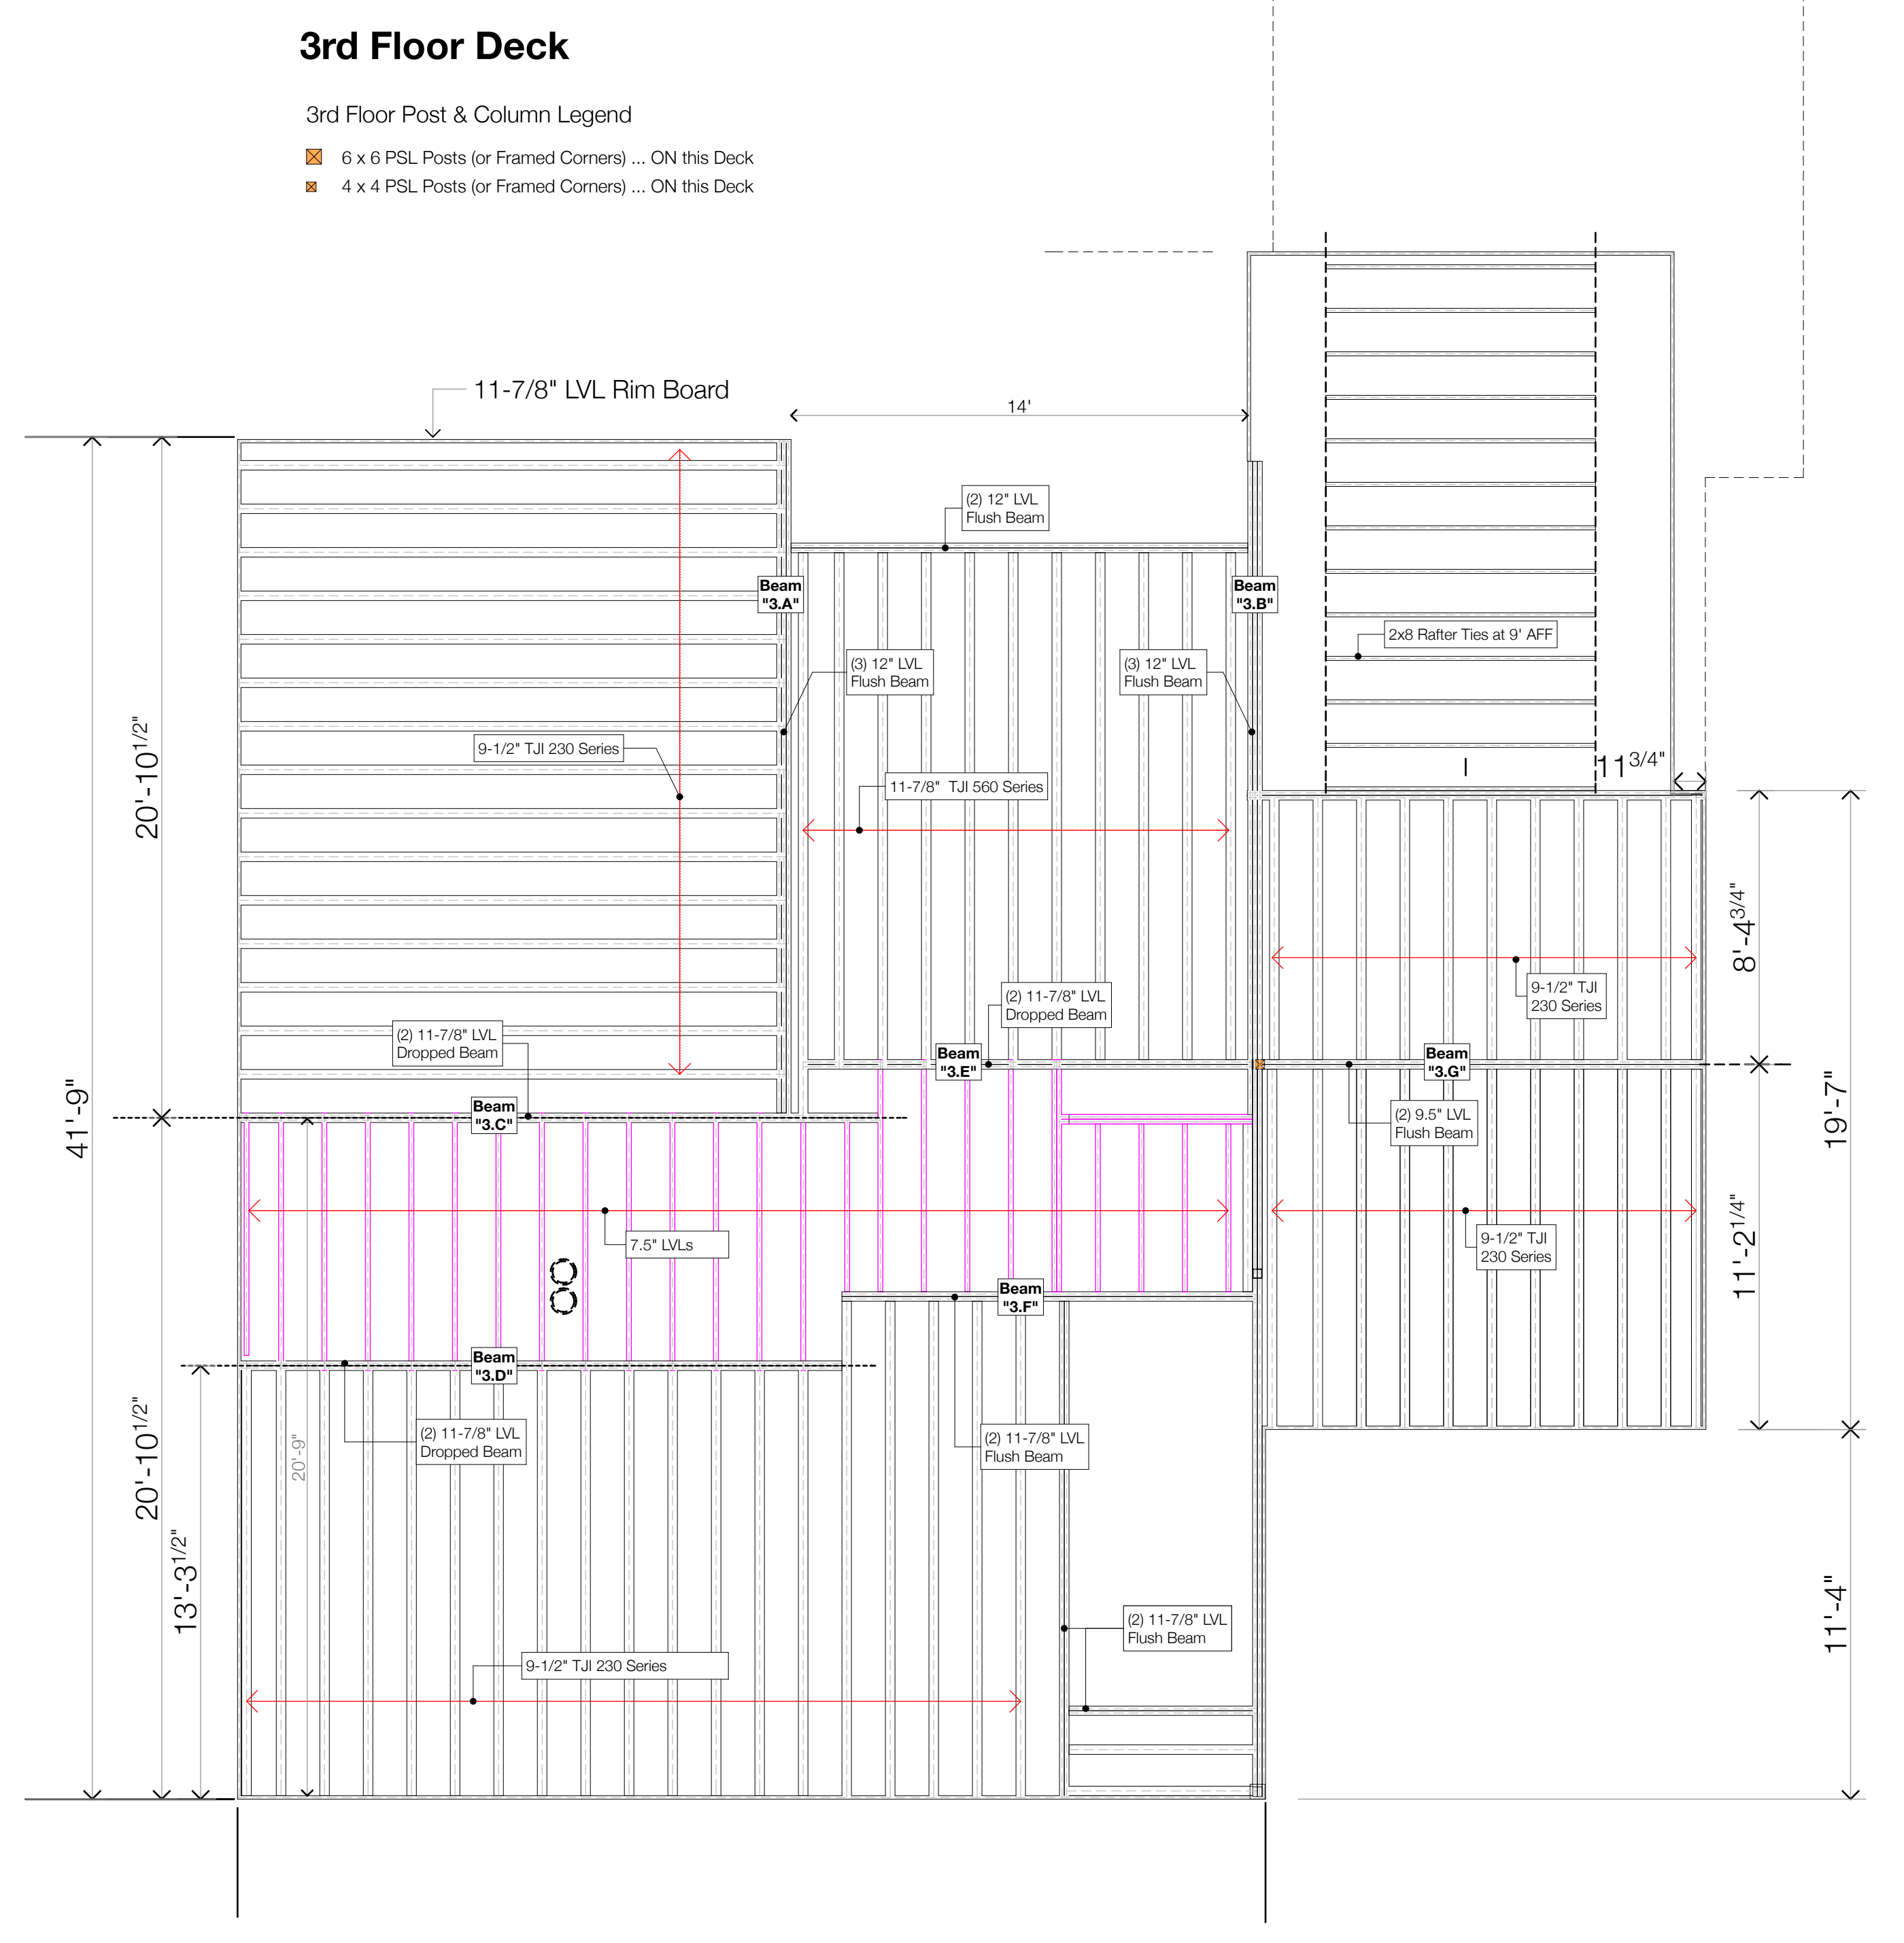 3rd Floor Deck
3rd Floor Post & Column Legend
6 x 6 PSL Posts (or Framed Corners) ... ON this Deck
4 x 4 PSL Posts (or Framed Corners) ... ON this Deck
11-7/8" LVL Rim Board
14'
(2) 12" LVL
Flush Beam
Beam
"3.A"
Beam
"3.B"
2x8 Rafter Ties at 9' AFF
(3) 12" LVL
Flush Beam
(3) 12" LVL
Flush Beam
9-1/2" TJI 230 Series
11-7/8"  TJI 560 Series
11 3/4"
20'-10 1/2"
8'-4 3/4"
9-1/2" TJI
230 Series
(2) 11-7/8" LVL
Dropped Beam
(2) 11-7/8" LVL
Dropped Beam
Beam
"3.E"
Beam
"3.G"
Beam
"3.C"
(2) 9.5" LVL
Flush Beam
41'-9"
19'-7"
7.5" LVLs
9-1/2" TJI
230 Series
11'-2 1/4"
Beam
"3.F"
Beam
"3.D"
(2) 11-7/8" LVL
Dropped Beam
(2) 11-7/8" LVL
Flush Beam
20'-10 1/2"
20'-9"
13'-3 1/2"
11'-4"
(2) 11-7/8" LVL
Flush Beam
9-1/2" TJI 230 Series